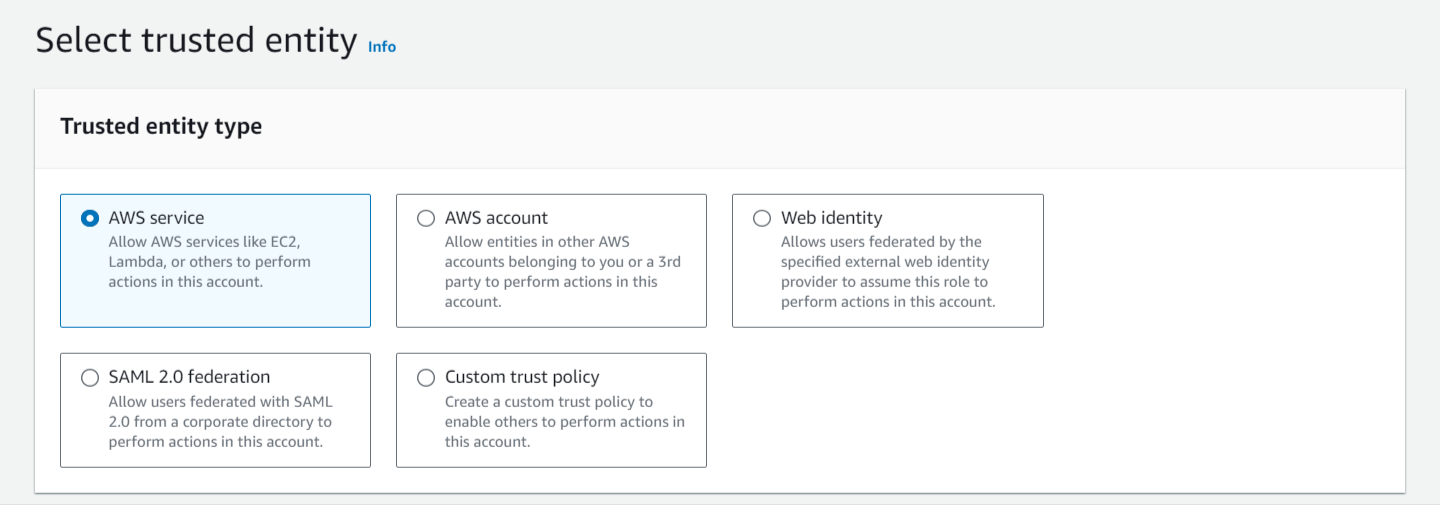 Select trusted entity Info
Trusted entity type
AWS service
Allow AWS services like EC2,
Lambda, or others to perform
actions in this account.
AWS account
Allow entities in other AWS
accounts belonging to you or a 3rd
party to perform actions in this
account.
Web identity
Allows users federated by the
specified external web identity
provider to assume this role to
perform actions in this account.
SAML 2.0 federation
Allow users federated with SAML
2.0 from a corporate directory to
perform actions in this account.
Custom trust policy
Create a custom trust policy to
enable others to perform actions in
this account.